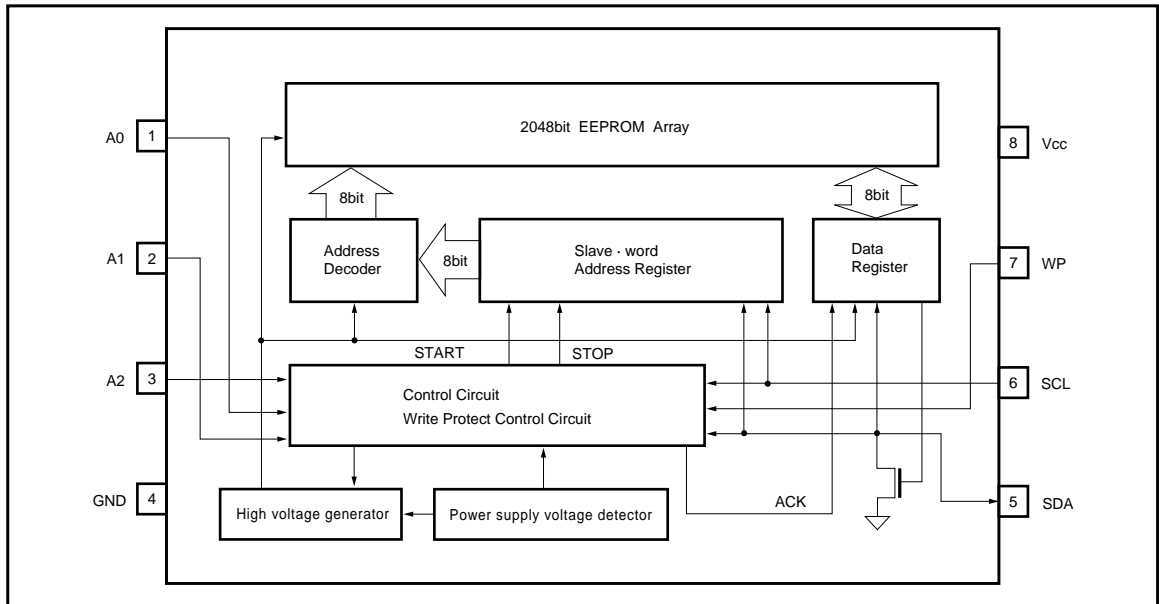 2048bit EEPROM Array
A0 1
8 Vcc
8bit
8bit
Address
Decoder
8bit
Slave · word
Address Register
Data
Register
A1 2
7 WP
START
STOP
A2 3
6 SCL
Control Circuit
Write Protect Control Circuit
GND 4
High voltage generator
Power supply voltage detector
ACK
5 SDA